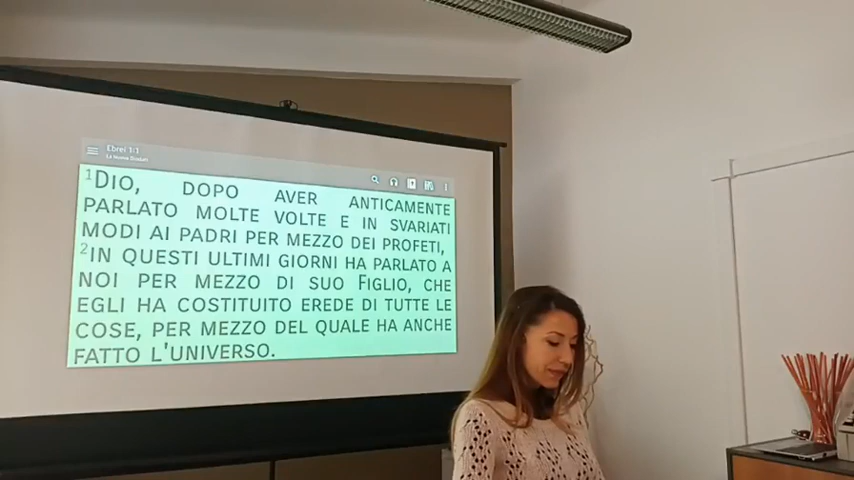 Ebrei 1:1
La Nuova Diodati
1DIO, DOPO AVER ANTICAMENTE
PARLATO MOLTE VOLTE E IN SVARIATI
MODI AI PADRI PER MEZZO DEI PROFETI,
2IN QUESTI ULTIMI GIORNI HA PARLATO A
NOI PER MEZZO DI SUO FIGLIO, CHE
EGLI HA COSTITUITO EREDE DI TUTTE LE
COSE, PER MEZZO DEL QUALE HA ANCHE
FATTO L'UNIVERSO.